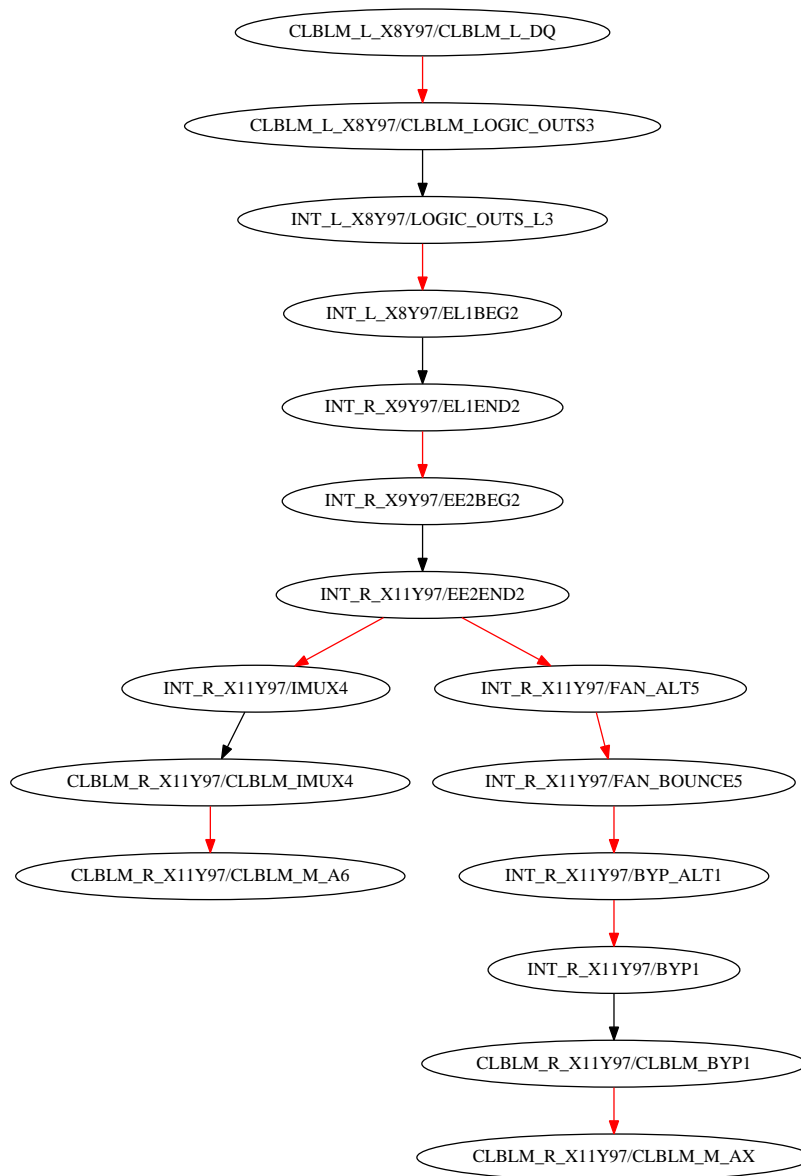 CLBLM_L_X8Y97/CLBLM_L_DQ
CLBLM_L_X8Y97/CLBLM_LOGIC_OUTS3
INT_L_X8Y97/LOGIC_OUTS_L3
INT_L_X8Y97/EL1BEG2
INT_R_X9Y97/EL1END2
INT_R_X9Y97/EE2BEG2
INT_R_X11Y97/EE2END2
INT_R_X11Y97/IMUX4
INT_R_X11Y97/FAN_ALT5
CLBLM_R_X11Y97/CLBLM_IMUX4
INT_R_X11Y97/FAN_BOUNCE5
CLBLM_R_X11Y97/CLBLM_M_A6
INT_R_X11Y97/BYP_ALT1
INT_R_X11Y97/BYP1
CLBLM_R_X11Y97/CLBLM_BYP1
CLBLM_R_X11Y97/CLBLM_M_AX